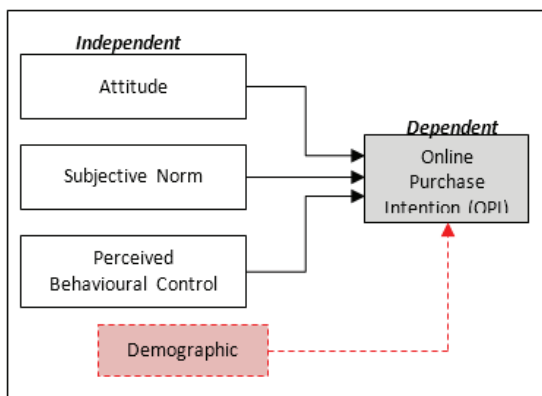 Independent
Attitude
Subjective Norm
Perceived
Behavioural Control
Demographic
Dependent
Online
Purchase
Intention (OPI)